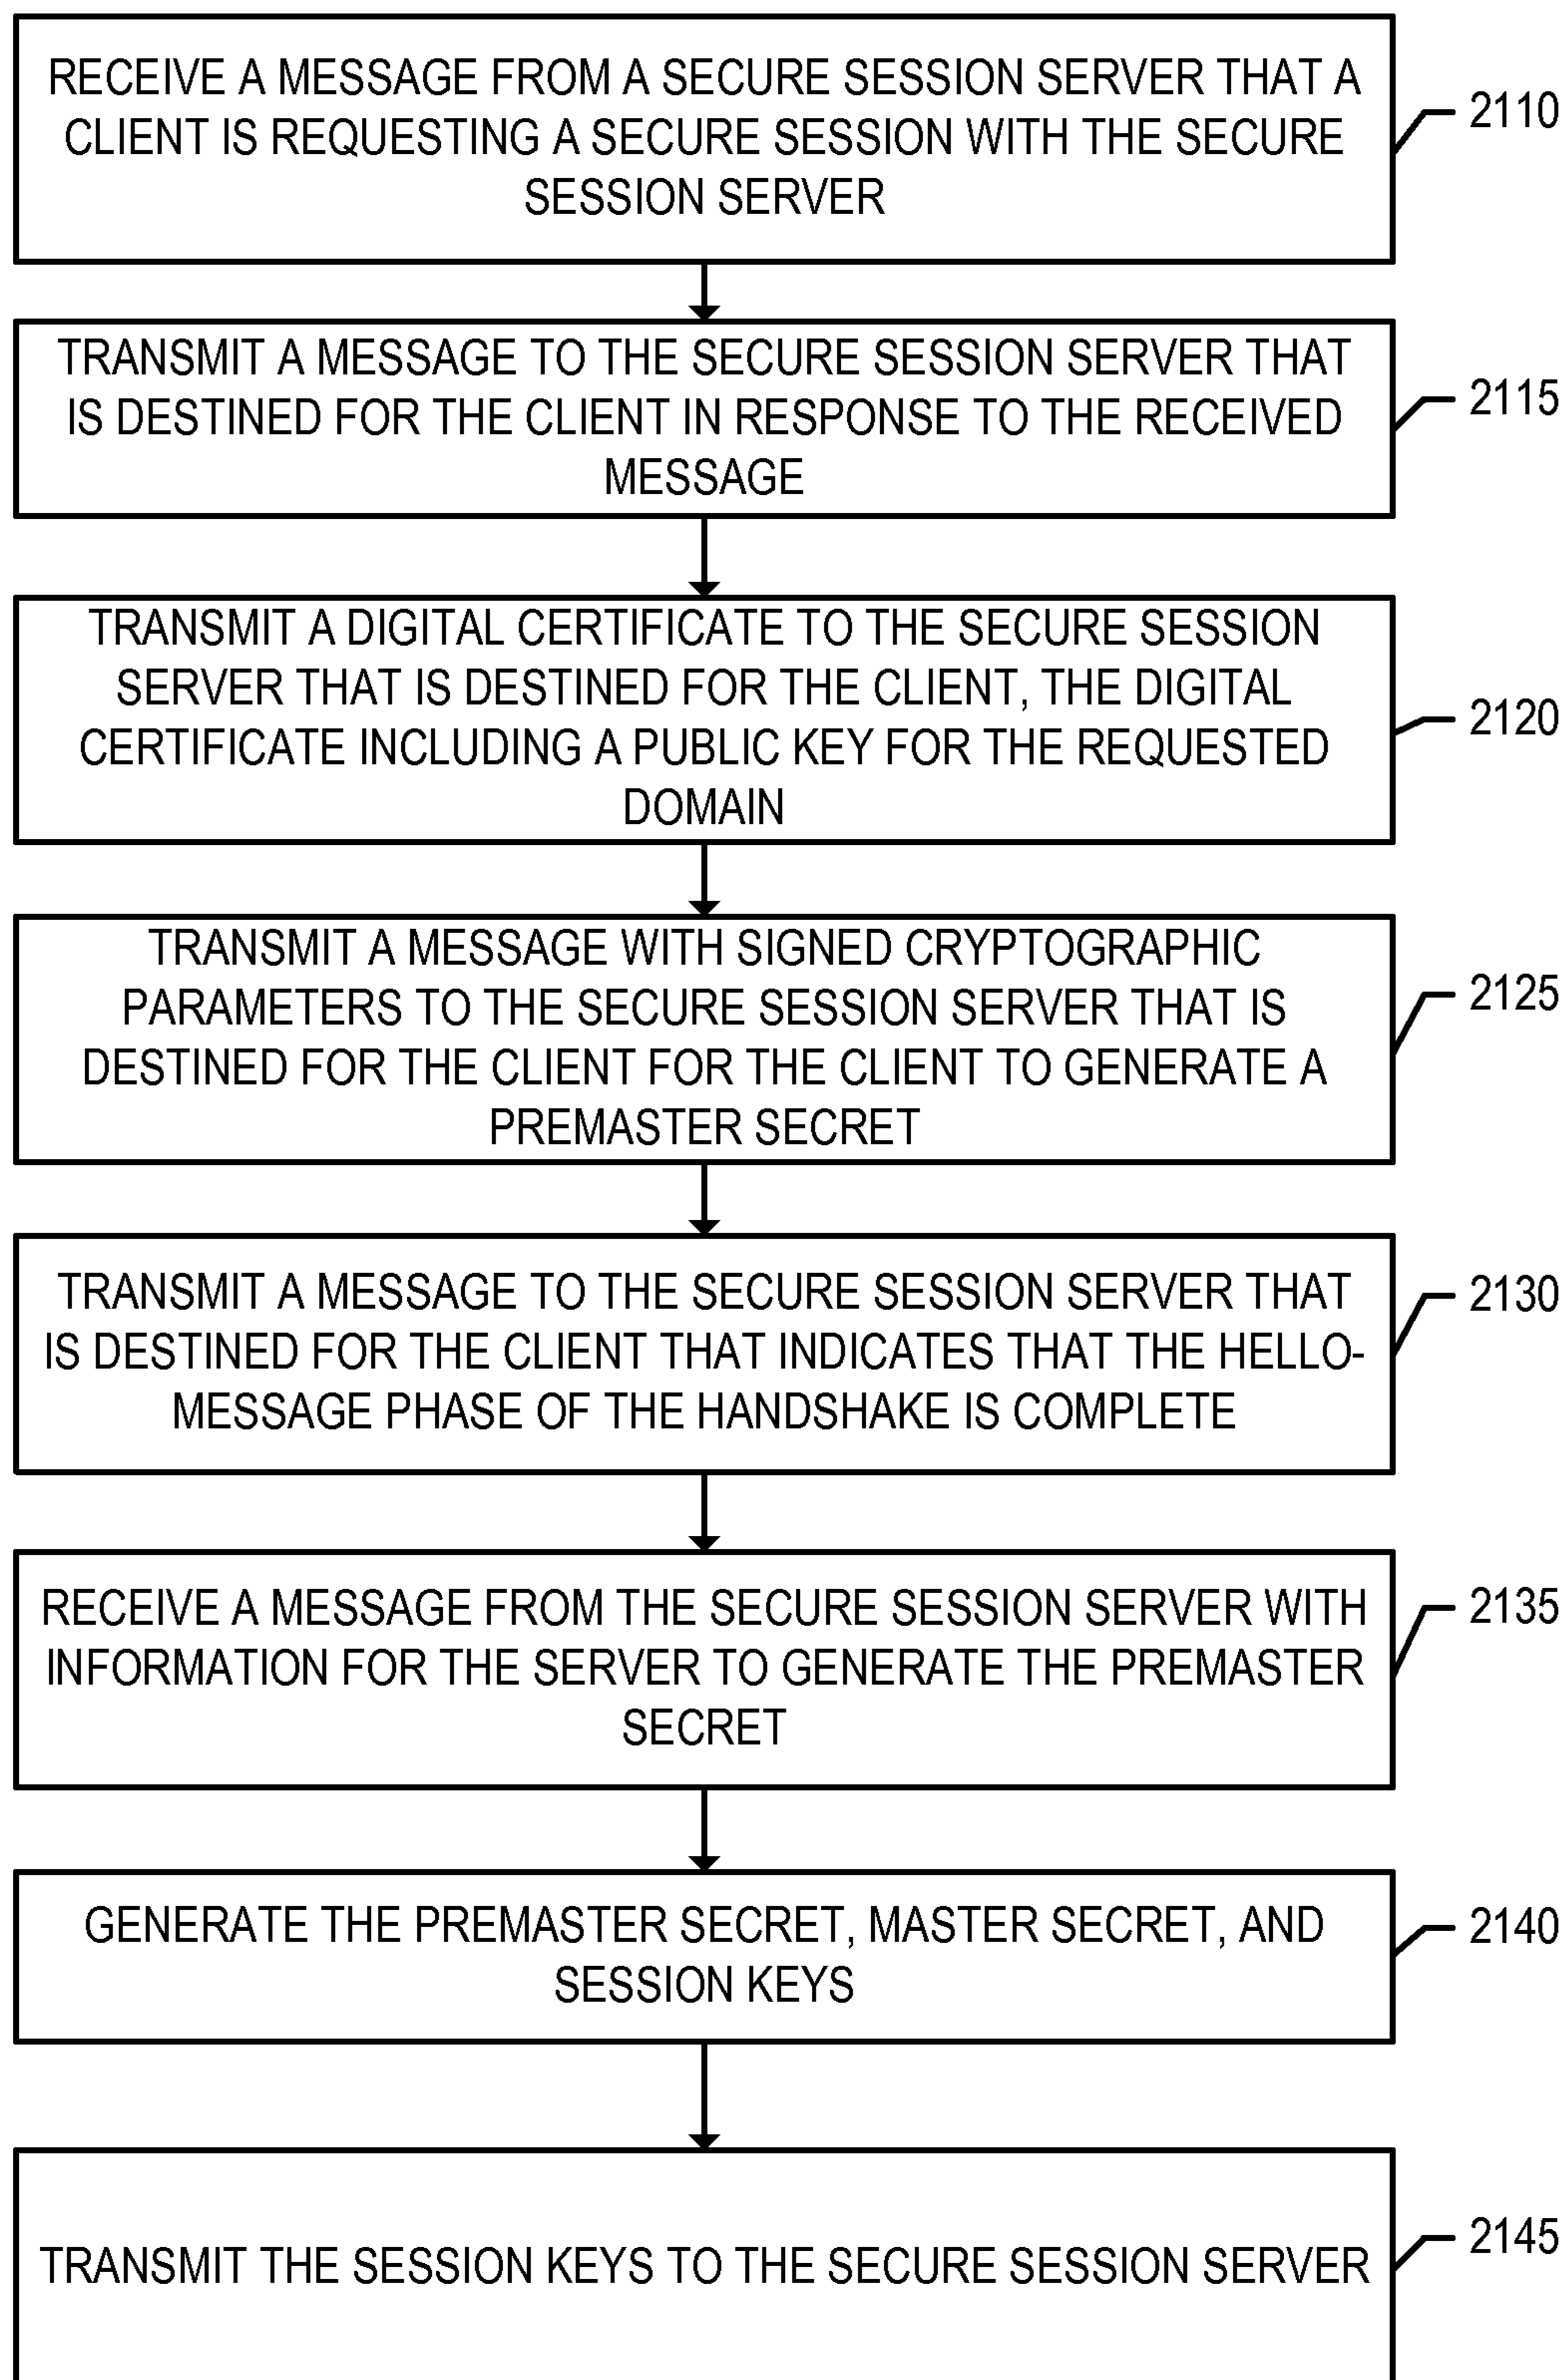 RECEIVE A MESSAGE FROM A SECURE SESSION SERVER THAT A
CLIENT IS REQUESTING A SECURE SESSION WITH THE SECURE
SESSION SERVER
2110
TRANSMIT A MESSAGE TO THE SECURE SESSION SERVER THAT
IS DESTINED FOR THE CLIENT IN RESPONSE TO THE RECEIVED
MESSAGE
2115
TRANSMIT A DIGITAL CERTIFICATE TO THE SECURE SESSION
SERVER THAT IS DESTINED FOR THE CLIENT, THE DIGITAL
CERTIFICATE INCLUDING A PUBLIC KEY FOR THE REQUESTED
DOMAIN
2120
TRANSMIT A MESSAGE WITH SIGNED CRYPTOGRAPHIC
PARAMETERS TO THE SECURE SESSION SERVER THAT IS
DESTINED FOR THE CLIENT FOR THE CLIENT TO GENERATE A
PREMASTER SECRET
2125
TRANSMIT A MESSAGE TO THE SECURE SESSION SERVER THAT
IS DESTINED FOR THE CLIENT THAT INDICATES THAT THE HELLO-
MESSAGE PHASE OF THE HANDSHAKE IS COMPLETE
2130
RECEIVE A MESSAGE FROM THE SECURE SESSION SERVER WITH
INFORMATION FOR THE SERVER TO GENERATE THE PREMASTER
SECRET
2135
GENERATE THE PREMASTER SECRET, MASTER SECRET, AND
SESSION KEYS
2140
TRANSMIT THE SESSION KEYS TO THE SECURE SESSION SERVER
2145